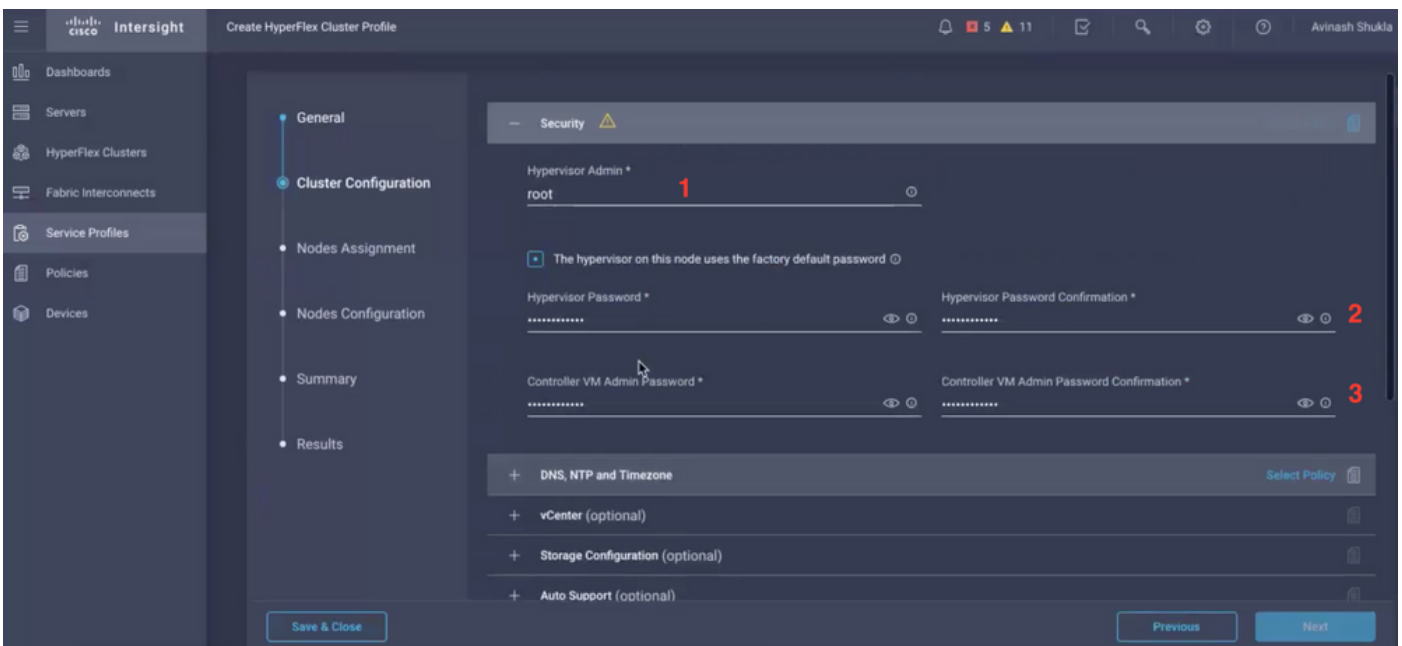 cisco Intersight
Create HyperFlex Cluster Profile
5 11
Avinash Shukla
Dashboards
Servers
HyperFlex Clusters
Fabric Interconnects
Service Profiles
Policies
Devices
General
Cluster Configuration
Nodes Assignment
Nodes Configuration
Summary
Results
Security
Hypervisor Admin *
root 1
The hypervisor on this node uses the factory default password
Hypervisor Password * Hypervisor Password Confirmation *
············ ············ 2
Controller VM Admin Password * Controller VM Admin Password Confirmation *
············ ············ 3
+ DNS, NTP and Timezone Select Policy
+ vCenter (optional)
+ Storage Configuration (optional)
+ Auto Support (optional)
Save & Close Previous Next